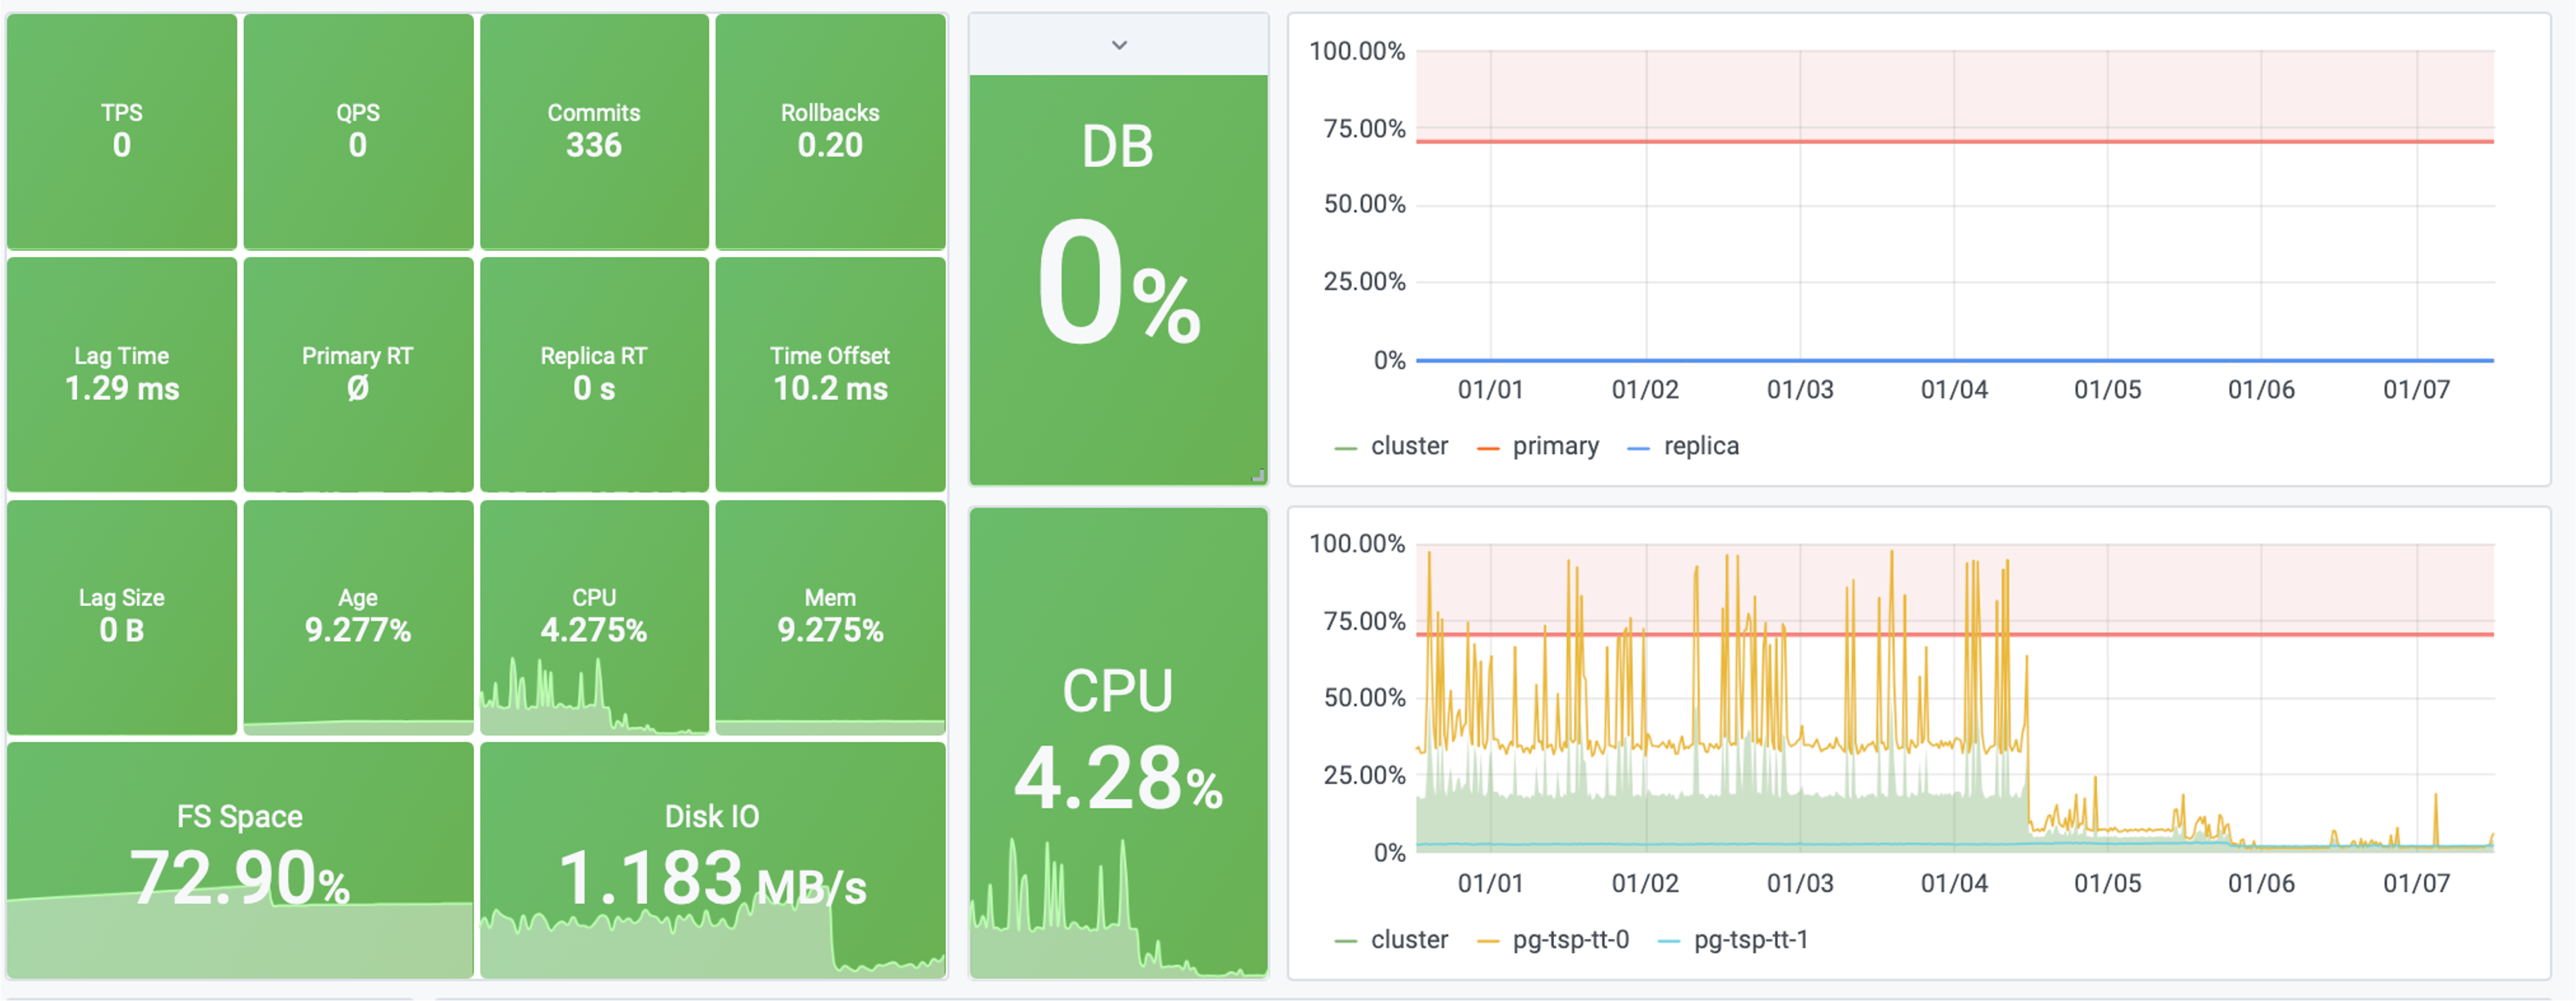 TPS
0
QPS
0
Commits
336
Rollbacks
0.20
Lag Time
1.29 ms
Primary RT
Ø
Replica RT
0 s
Time Offset
10.2 ms
Lag Size
0 B
Age
9.277%
CPU
4.275%
Mem
9.275%
FS Space
72.90%
Disk IO
1.183 MB/s
DB
0%
CPU
4.28%
100.00%
75.00%
50.00%
25.00%
0%
01/01 01/02 01/03 01/04 01/05 01/06 01/07
cluster primary replica
100.00%
75.00%
50.00%
25.00%
0%
01/01 01/02 01/03 01/04 01/05 01/06 01/07
cluster pg-tsp-tt-0 pg-tsp-tt-1